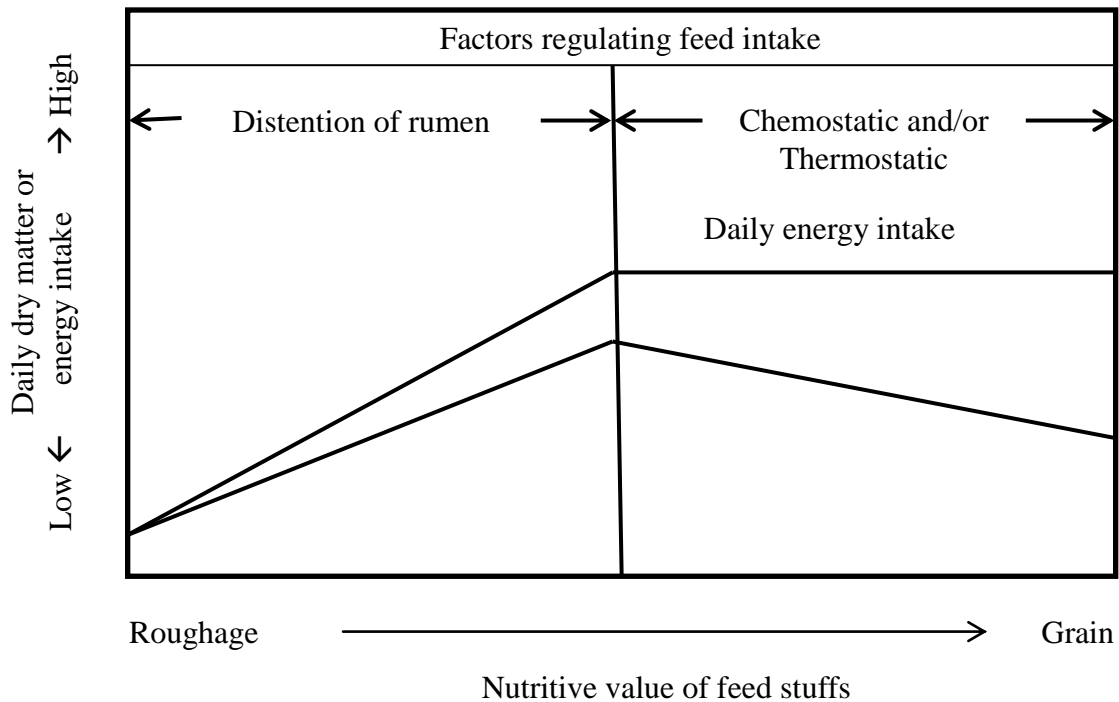 Factors regulating feed intake
Distention of rumen
Chemostatic and/or
Thermostatic
Daily energy intake
Daily dry matter or
Low ← energy intake → High
Roughage
Grain
Nutritive value of feed stuffs